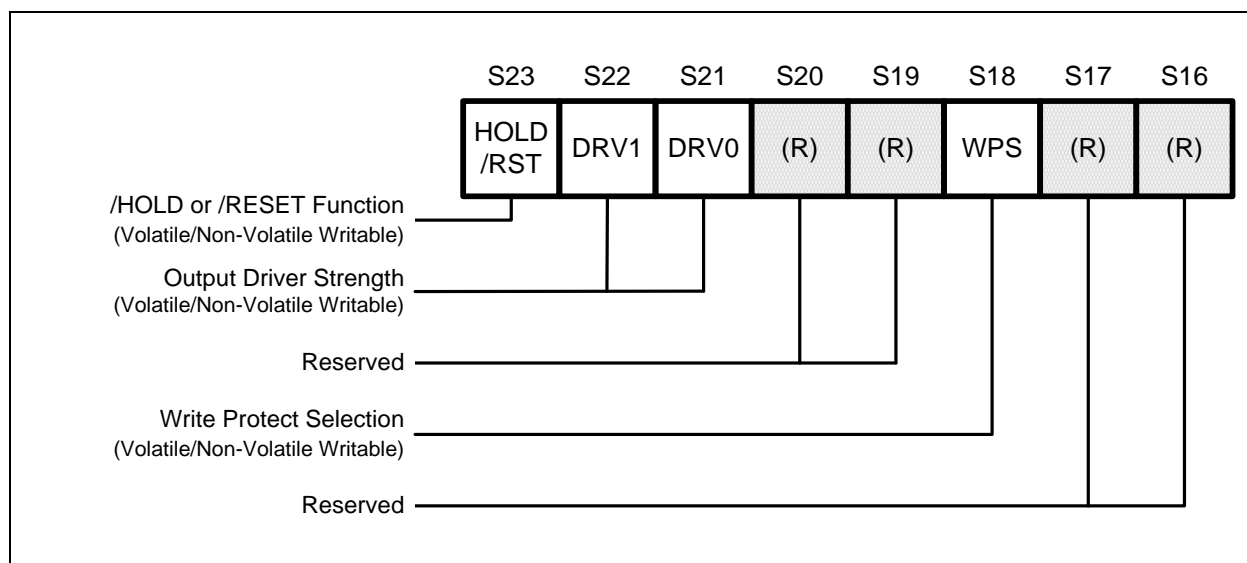 S23 S22 S21 S20 S19 S18 S17 S16
HOLD
/RST DRV1 DRV0 (R) (R) WPS (R) (R)
/HOLD or /RESET Function
(Volatile/Non-Volatile Writable)
Output Driver Strength
(Volatile/Non-Volatile Writable)
Reserved
Write Protect Selection
(Volatile/Non-Volatile Writable)
Reserved